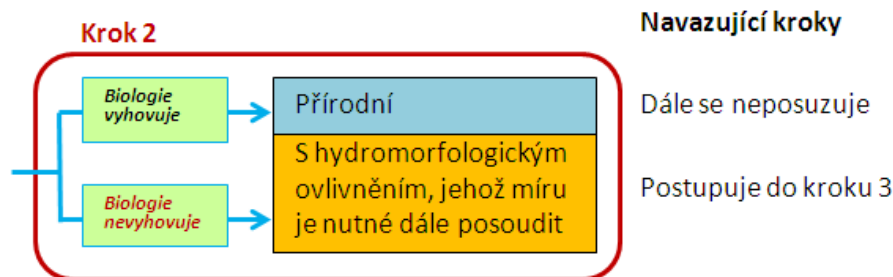 Krok 2
Navazující kroky
Biologie
vyhovuje
Přírodní
Dále se neposuzuje
S hydromorfologickým
ovlivněním, jehož míru
je nutné dále posoudit
Biologie
nevyhovuje
Postupuje do kroku 3